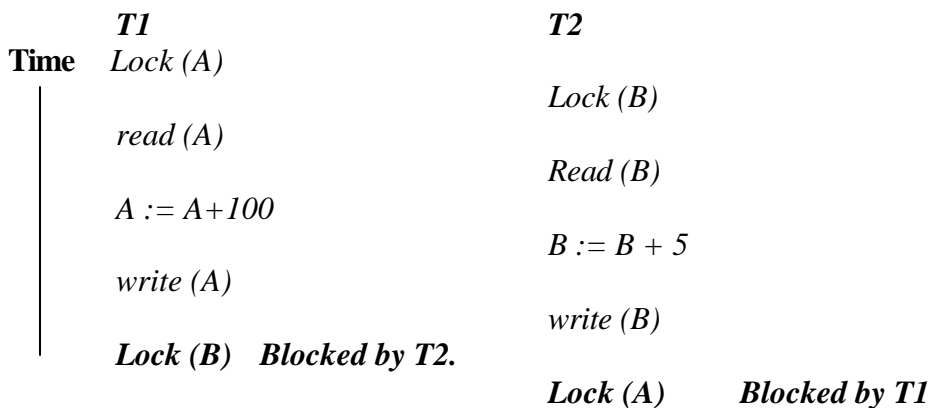 T1 T2
Time Lock (A)
Lock (B)
read (A)
Read (B)
A := A+100
B := B + 5
write (A)
write (B)
Lock (B) Blocked by T2.
Lock (A) Blocked by T1